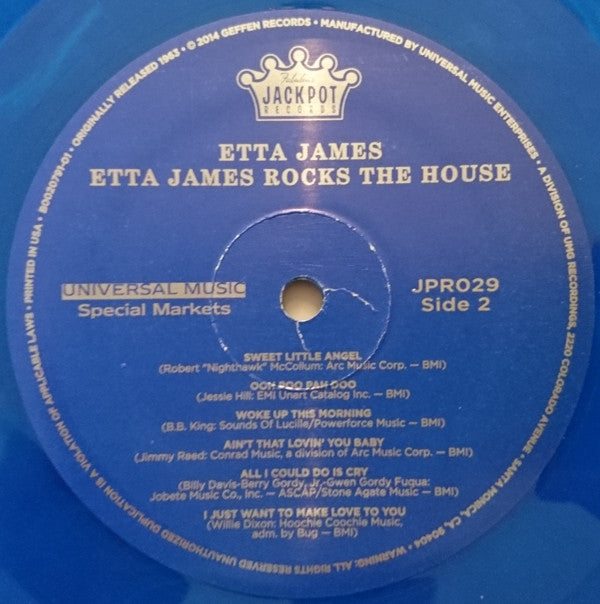 Fabulous
JACKPOT
RECORDS
ETTA JAMES
ETTA JAMES ROCKS THE HOUSE
UNIVERSAL MUSIC
Special Markets
JPR029
Side 2
SWEET LITTLE ANGEL
(Robert "Nighthawk" McCollum: Arc Music Corp. — BMI)
OOH POO PAH DOO
(Jessie Hill: EMI Unart Catalog Inc. — BMI)
WOKE UP THIS MORNING
(B.B. King: Sounds Of Lucille/Powerforce Music — BMI)
AIN'T THAT LOVIN' YOU BABY
(Jimmy Reed: Conrad Music, a division of Arc Music Corp. — BMI)
ALL I COULD DO IS CRY
(Billy Davis-Berry Gordy, Jr.-Gwen Gordy Fuqua:
Jobete Music Co., Inc. — ASCAP/Stone Agate Music — BMI)
I JUST WANT TO MAKE LOVE TO YOU
(Willie Dixon: Hoochie Coochie Music,
adm. by Bug — BMI)
B0020791-01 • ORIGINALLY RELEASED 1963 • © 2014 GEFFEN RECORDS • MANUFACTURED BY UNIVERSAL MUSIC ENTERPRISES • A DIVISION OF UMG RECORDINGS, 2220 COLORADO AVENUE • SANTA MONICA, CA, 90404 • WARNING: ALL RIGHTS RESERVED UNAUTHORIZED DUPLICATION IS A VIOLATION OF APPLICABLE LAWS • PRINTED IN USA •